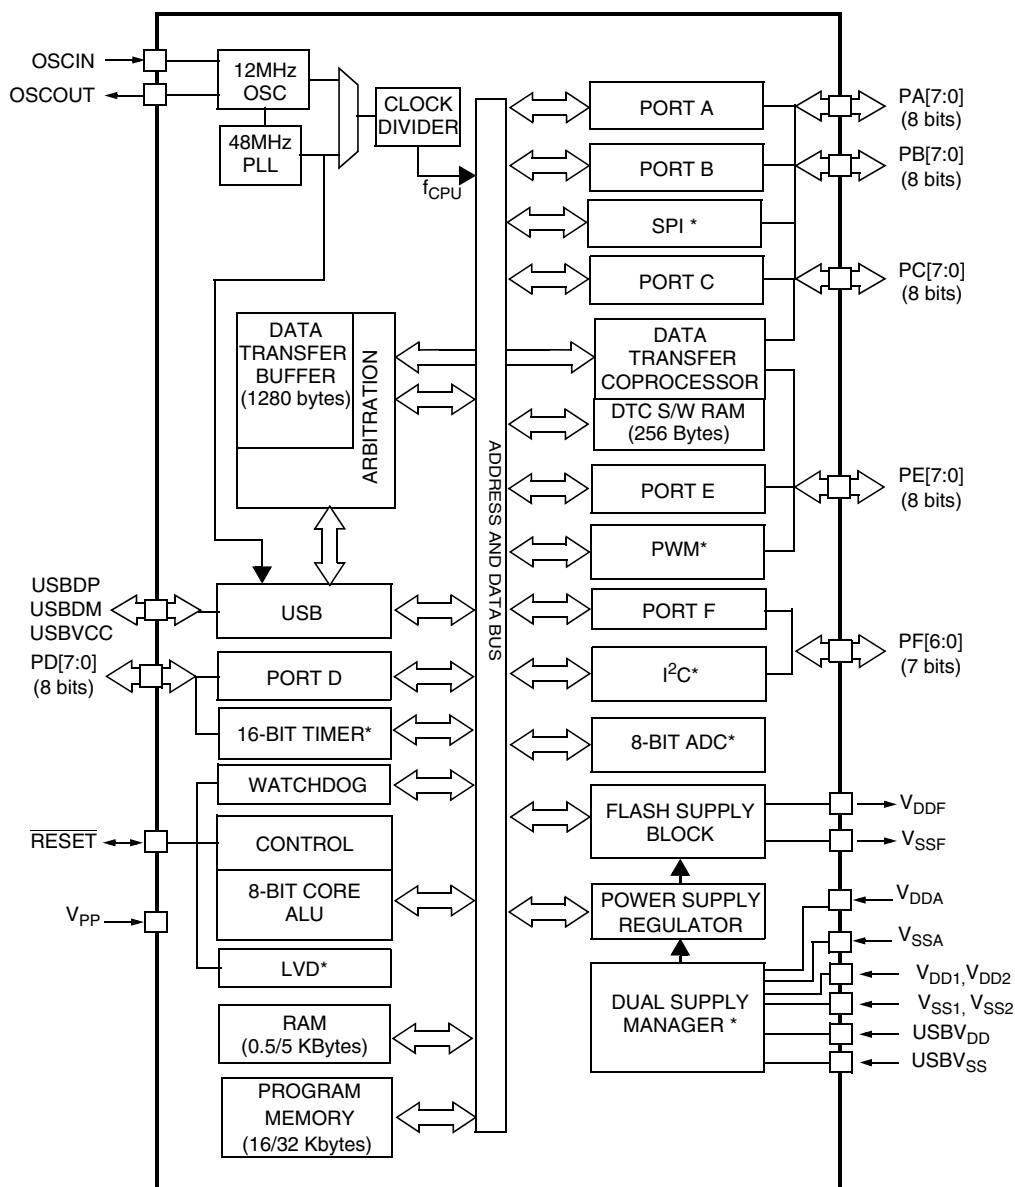 OSCIN
OSCOUT
12MHz
OSC
48MHz
PLL
CLOCK
DIVIDER
fCPU
DATA
TRANSFER
BUFFER
(1280 bytes)
ARBITRATION
USBDP
USBDM
USBVCC
USB
PD[7:0]
(8 bits)
PORT D
16-BIT TIMER*
WATCHDOG
RESET
CONTROL
8-BIT CORE
ALU
VPP
LVD*
RAM
(0.5/5 KBytes)
PROGRAM
MEMORY
(16/32 Kbytes)
ADDRESS AND DATA BUS
PORT A
PA[7:0]
(8 bits)
PORT B
PB[7:0]
(8 bits)
SPI *
PORT C
PC[7:0]
(8 bits)
DATA
TRANSFER
COPROCESSOR
DTC S/W RAM
(256 Bytes)
PORT E
PE[7:0]
(8 bits)
PWM*
PORT F
PF[6:0]
(7 bits)
I²C*
8-BIT ADC*
FLASH SUPPLY
BLOCK
VDDF
VSSF
POWER SUPPLY
REGULATOR
VDDA
VSSA
DUAL SUPPLY
MANAGER *
VDD1, VDD2
VSS1, VSS2
USBVDD
USBVSS